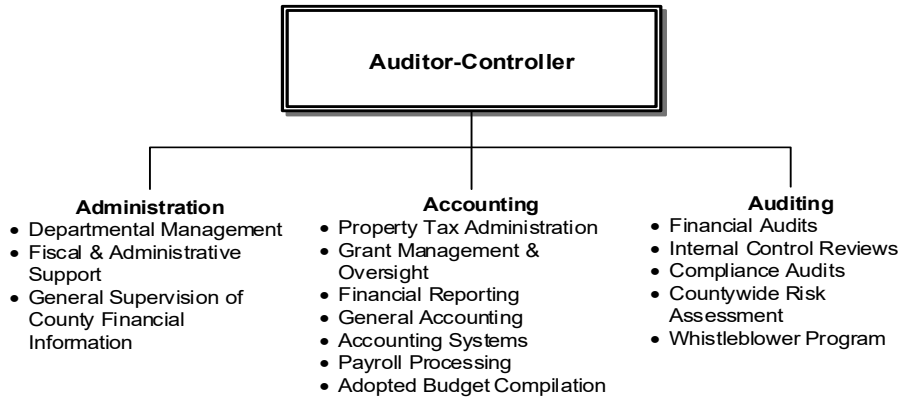 Auditor-Controller
Administration
• Departmental Management
• Fiscal & Administrative
Support
• General Supervision of
County Financial
Information
Accounting
• Property Tax Administration
• Grant Management &
Oversight
• Financial Reporting
• General Accounting
• Accounting Systems
• Payroll Processing
• Adopted Budget Compilation
Auditing
• Financial Audits
• Internal Control Reviews
• Compliance Audits
• Countywide Risk
Assessment
• Whistleblower Program